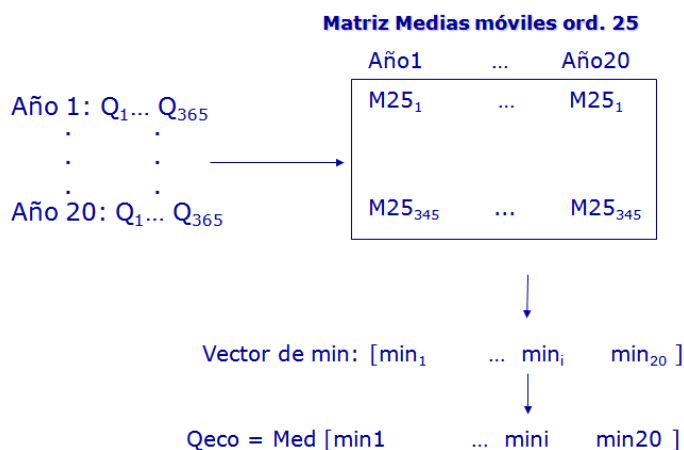 Matriz Medias móviles ord. 25
Año1 ... Año20
Año 1: Q₁... Q₃₆₅
M25₁ ... M25₁
. .
. .
. .
Año 20: Q₁... Q₃₆₅
M25₃₄₅ ... M25₃₄₅
Vector de min: [min₁ ... minᵢ min₂₀ ]
Qeco = Med [min1 ... mini min20 ]